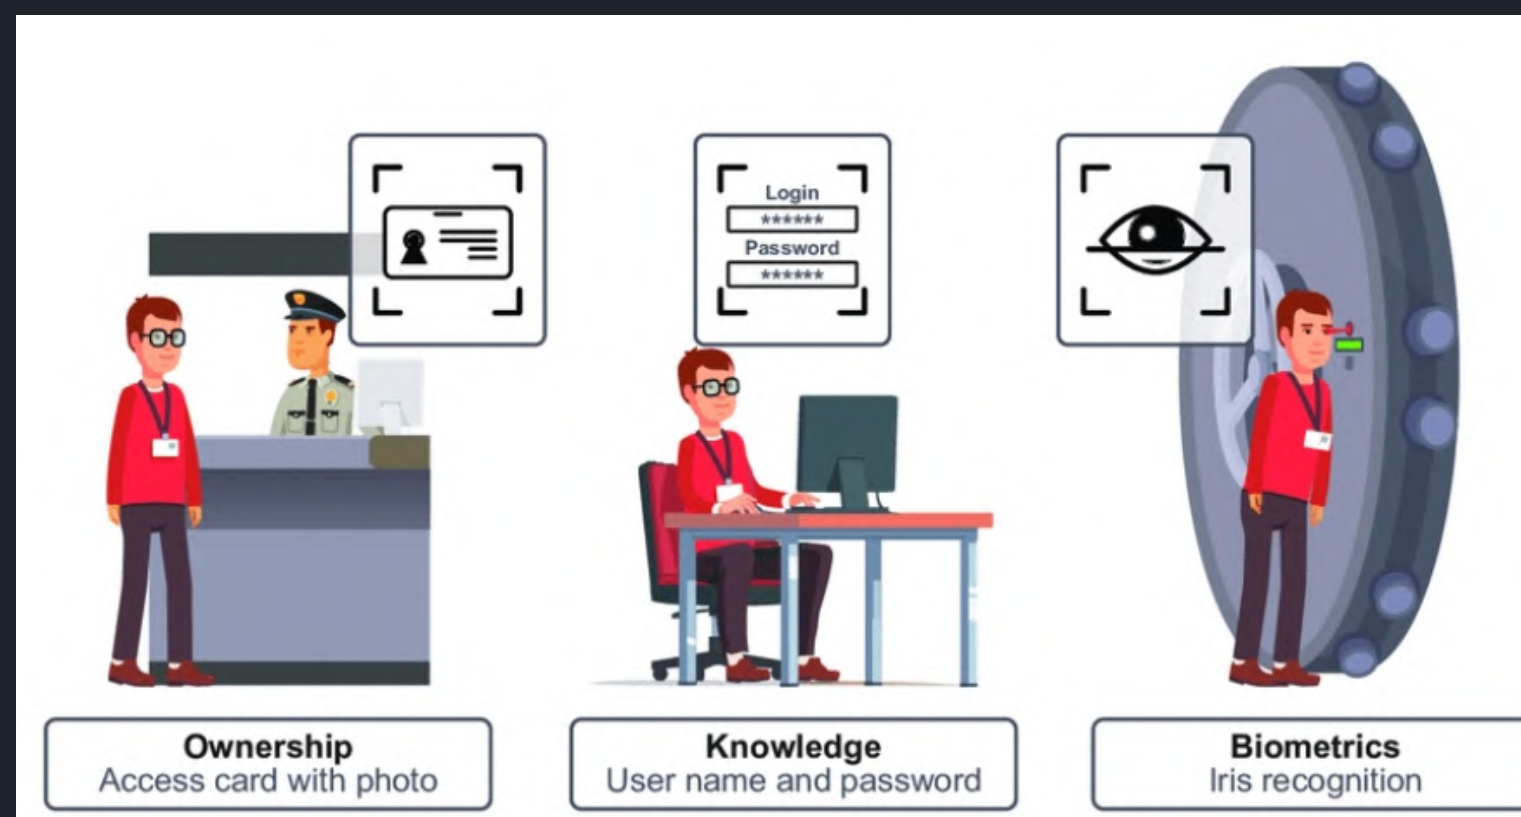 Login
******
Password
******
Ownership
Access card with photo
Knowledge
User name and password
Biometrics
Iris recognition